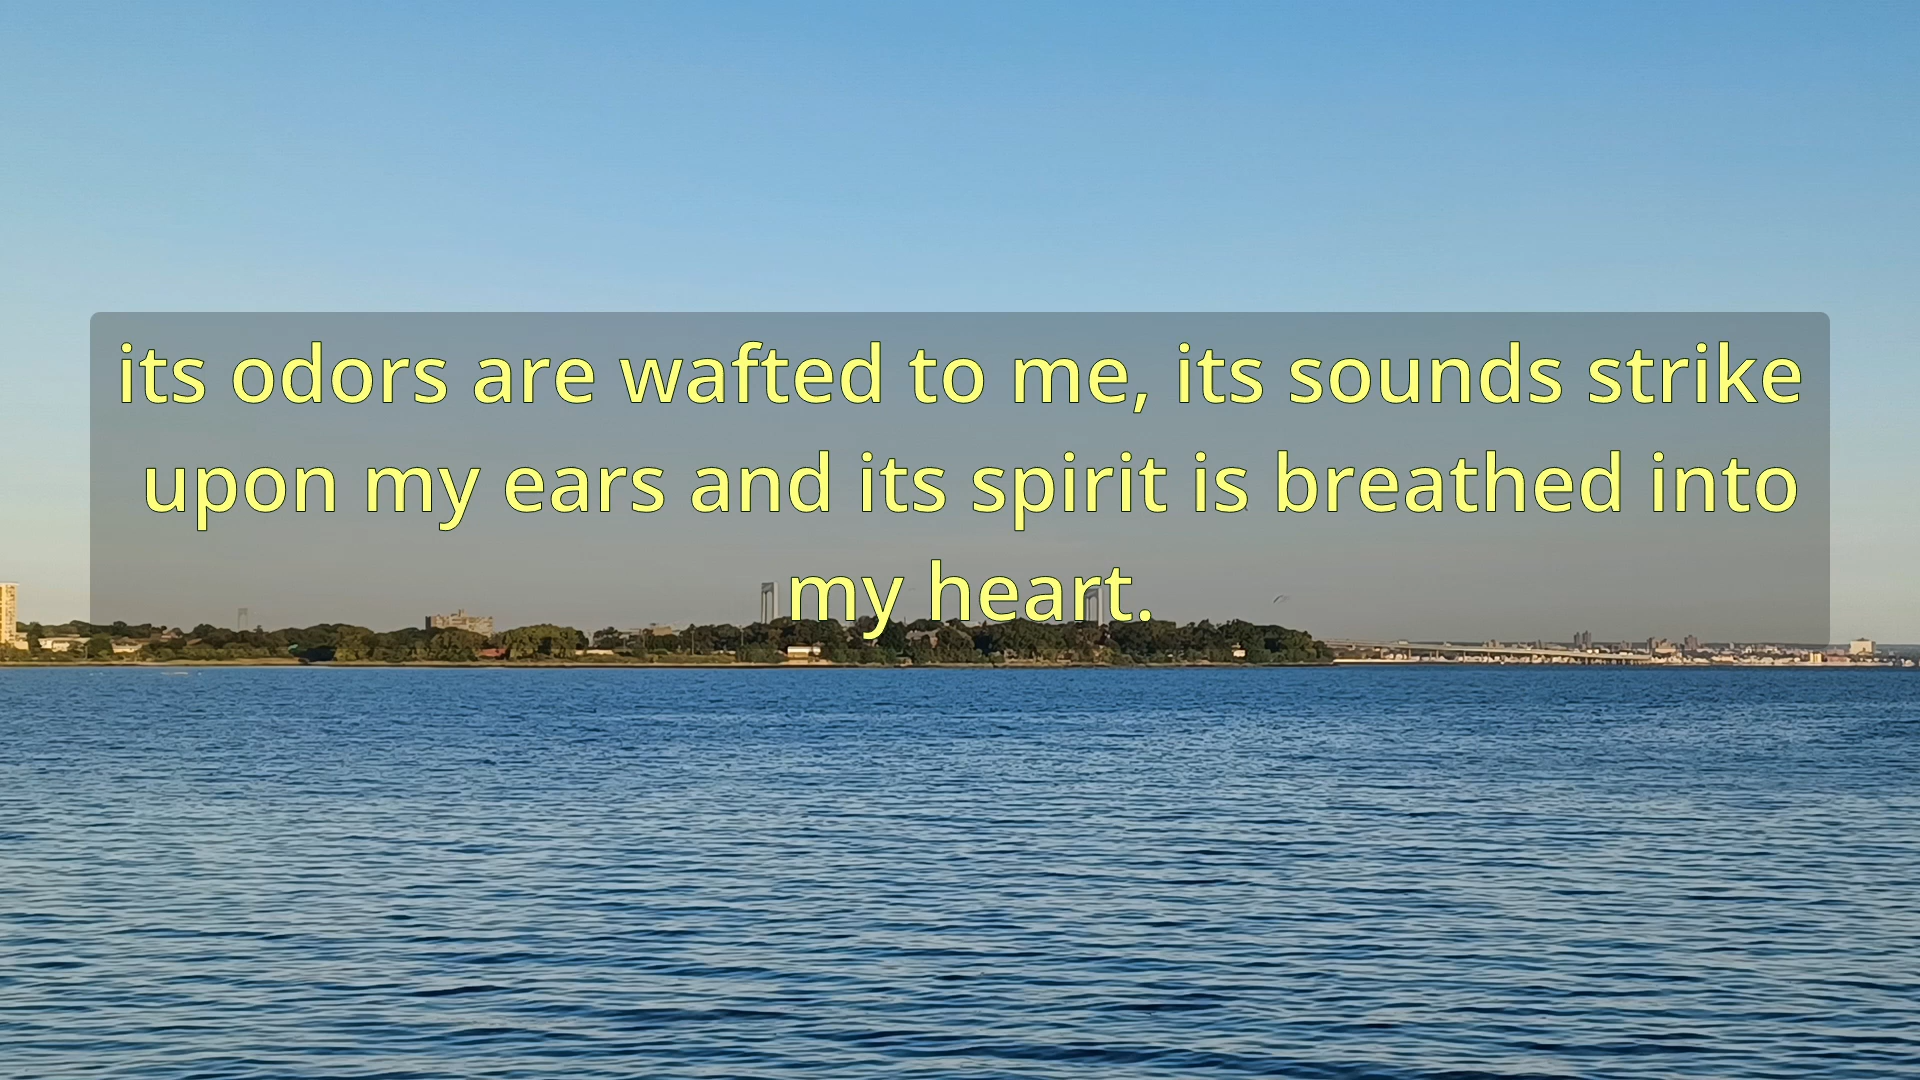 its odors are wafted to me, its sounds strike
upon my ears and its spirit is breathed into
my heart.